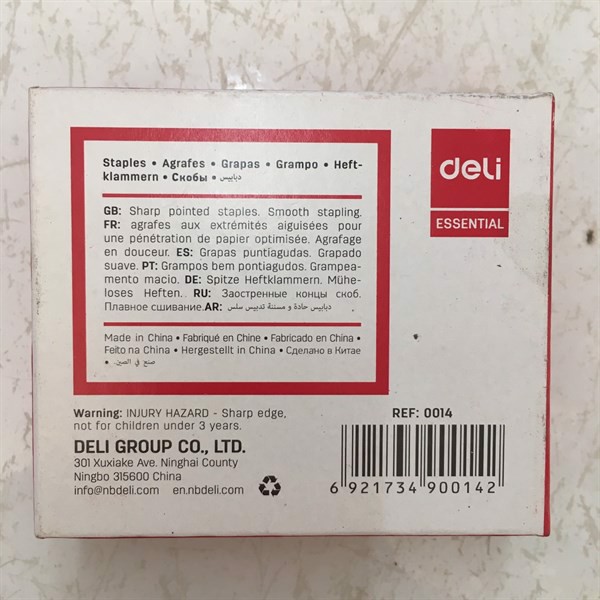 Staples • Agrafes • Grapas • Grampo • Heft-
klammern • Скобы • دبابيس
GB: Sharp pointed staples. Smooth stapling.
FR: agrafes aux extrémités aiguisées pour
une pénétration de papier optimisée. Agrafage
en douceur. ES: Grapas puntiagudas. Grapado
suave. PT: Grampos bem pontiagudos. Grampea-
mento macio. DE: Spitze Heftklammern. Mühe-
loses Heften. RU: Заостренные концы скоб.
Плавное сшивание. AR: دبابيس حادة و مسننة تدبيس سلس
Made in China • Fabriqué en Chine • Fabricado en China •
Feito na China • Hergestellt in China • Сделано в Китае
• صنع في الصين.
deli
ESSENTIAL
Warning: INJURY HAZARD - Sharp edge,
not for children under 3 years.
DELI GROUP CO., LTD.
301 Xuxiake Ave. Ninghai County
Ningbo 315600 China
info@nbdeli.com en.nbdeli.com
REF: 0014
6 921734 900142